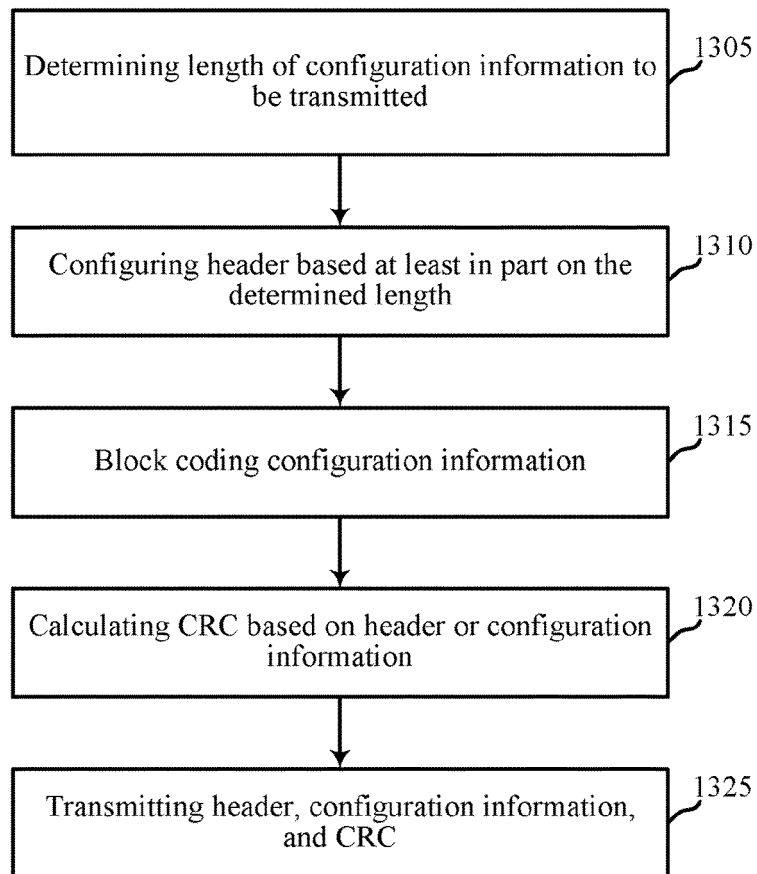 Determining length of configuration information to
be transmitted
1305
Configuring header based at least in part on the
determined length
1310
Block coding configuration information
1315
Calculating CRC based on header or configuration
information
1320
Transmitting header, configuration information,
and CRC
1325